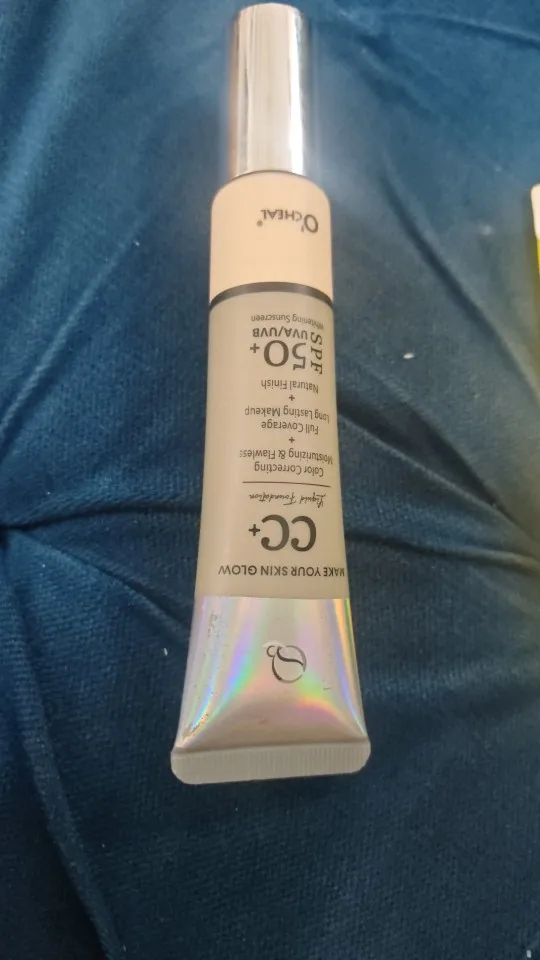 MAKE YOUR SKIN GLOW
CC+
Liquid Foundation
Color Correcting
Moisturizing & Flawless
+
Full Coverage
Long Lasting Makeup
+
Natural Finish
SPF 50+
UVA/UVB
Whitening Sunscreen
O'CHEAL®